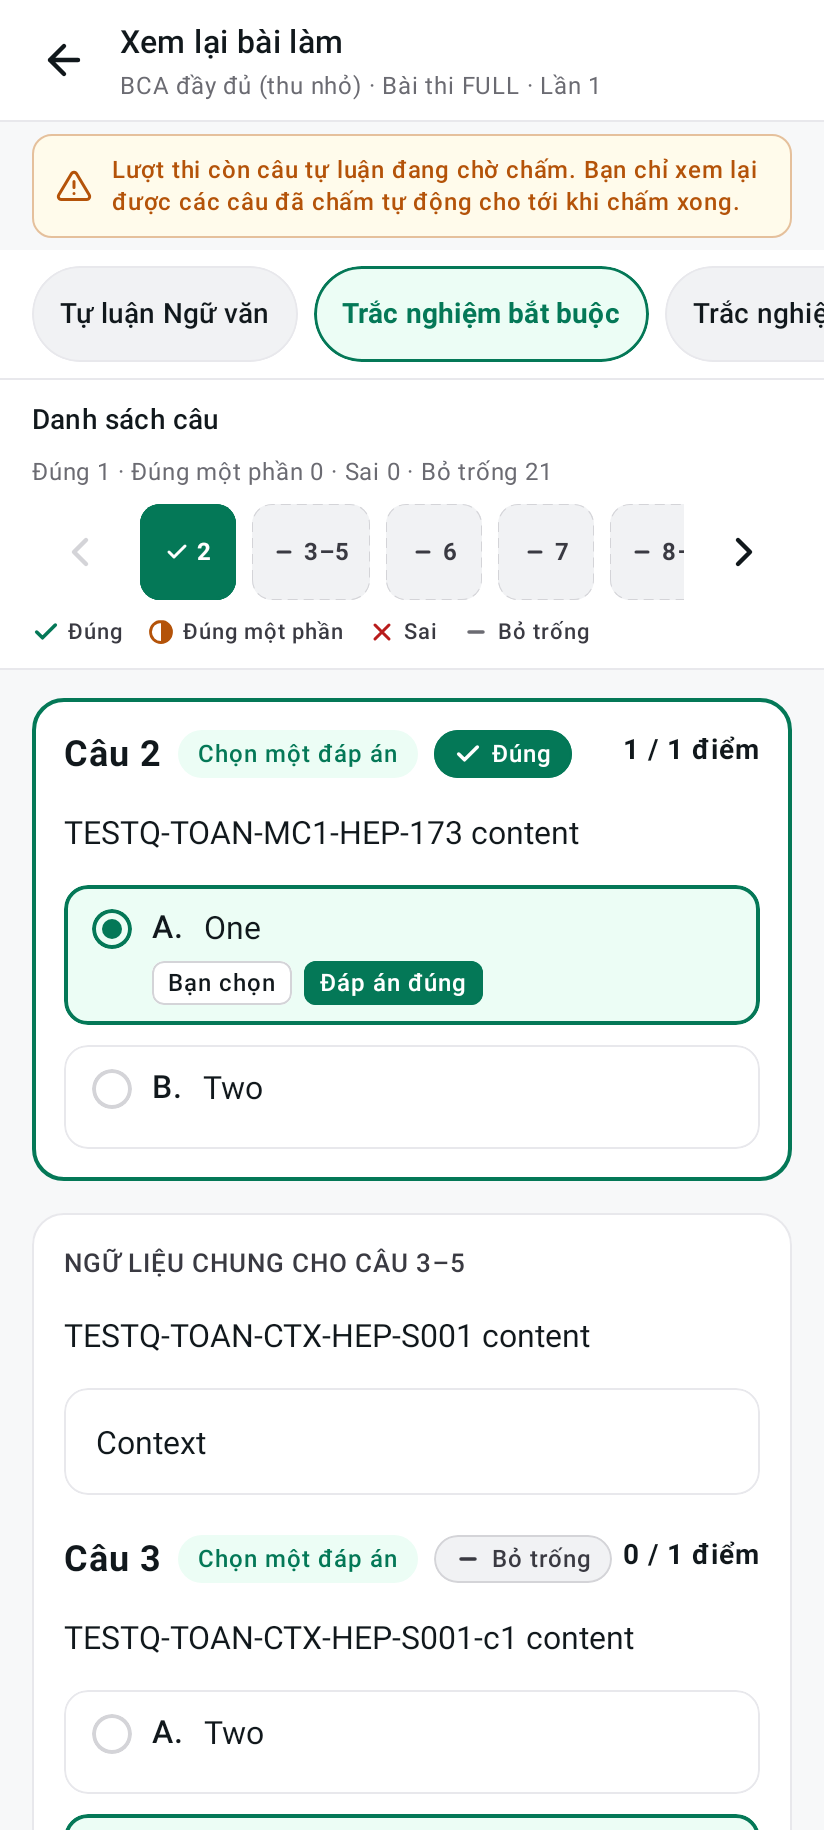 Xem lại bài làm
BCA đầy đủ (thu nhỏ) · Bài thi FULL · Lần 1
Lượt thi còn câu tự luận đang chờ chấm. Bạn chỉ xem lại
được các câu đã chấm tự động cho tới khi chấm xong.
Tự luận Ngữ văn
Trắc nghiệm bắt buộc
Trắc nghiệ
Danh sách câu
Đúng 1 · Đúng một phần 0 · Sai 0 · Bỏ trống 21
2
3–5
6
7
8-
Đúng
Đúng một phần
Sai
Bỏ trống
Câu 2 Chọn một đáp án Đúng 1 / 1 điểm
TESTQ-TOAN-MC1-HEP-173 content
A. One
Bạn chọn Đáp án đúng
B. Two
NGỮ LIỆU CHUNG CHO CÂU 3–5
TESTQ-TOAN-CTX-HEP-S001 content
Context
Câu 3 Chọn một đáp án Bỏ trống 0 / 1 điểm
TESTQ-TOAN-CTX-HEP-S001-c1 content
A. Two